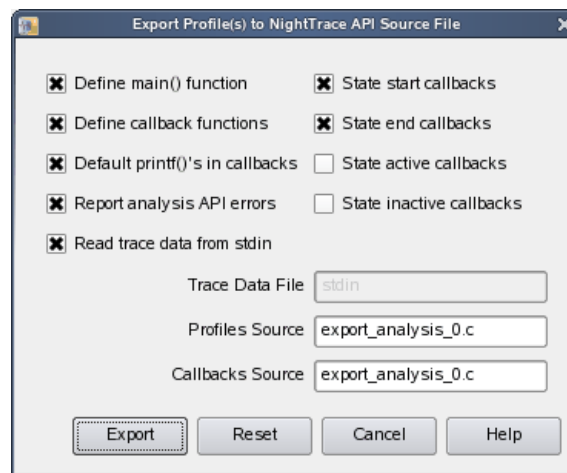 Export Profile(s) to NightTrace API Source File
Define main() function
State start callbacks
Define callback functions
State end callbacks
Default printf()'s in callbacks
State active callbacks
Report analysis API errors
State inactive callbacks
Read trace data from stdin
Trace Data File stdin
Profiles Source export_analysis_0.c
Callbacks Source export_analysis_0.c
Export Reset Cancel Help